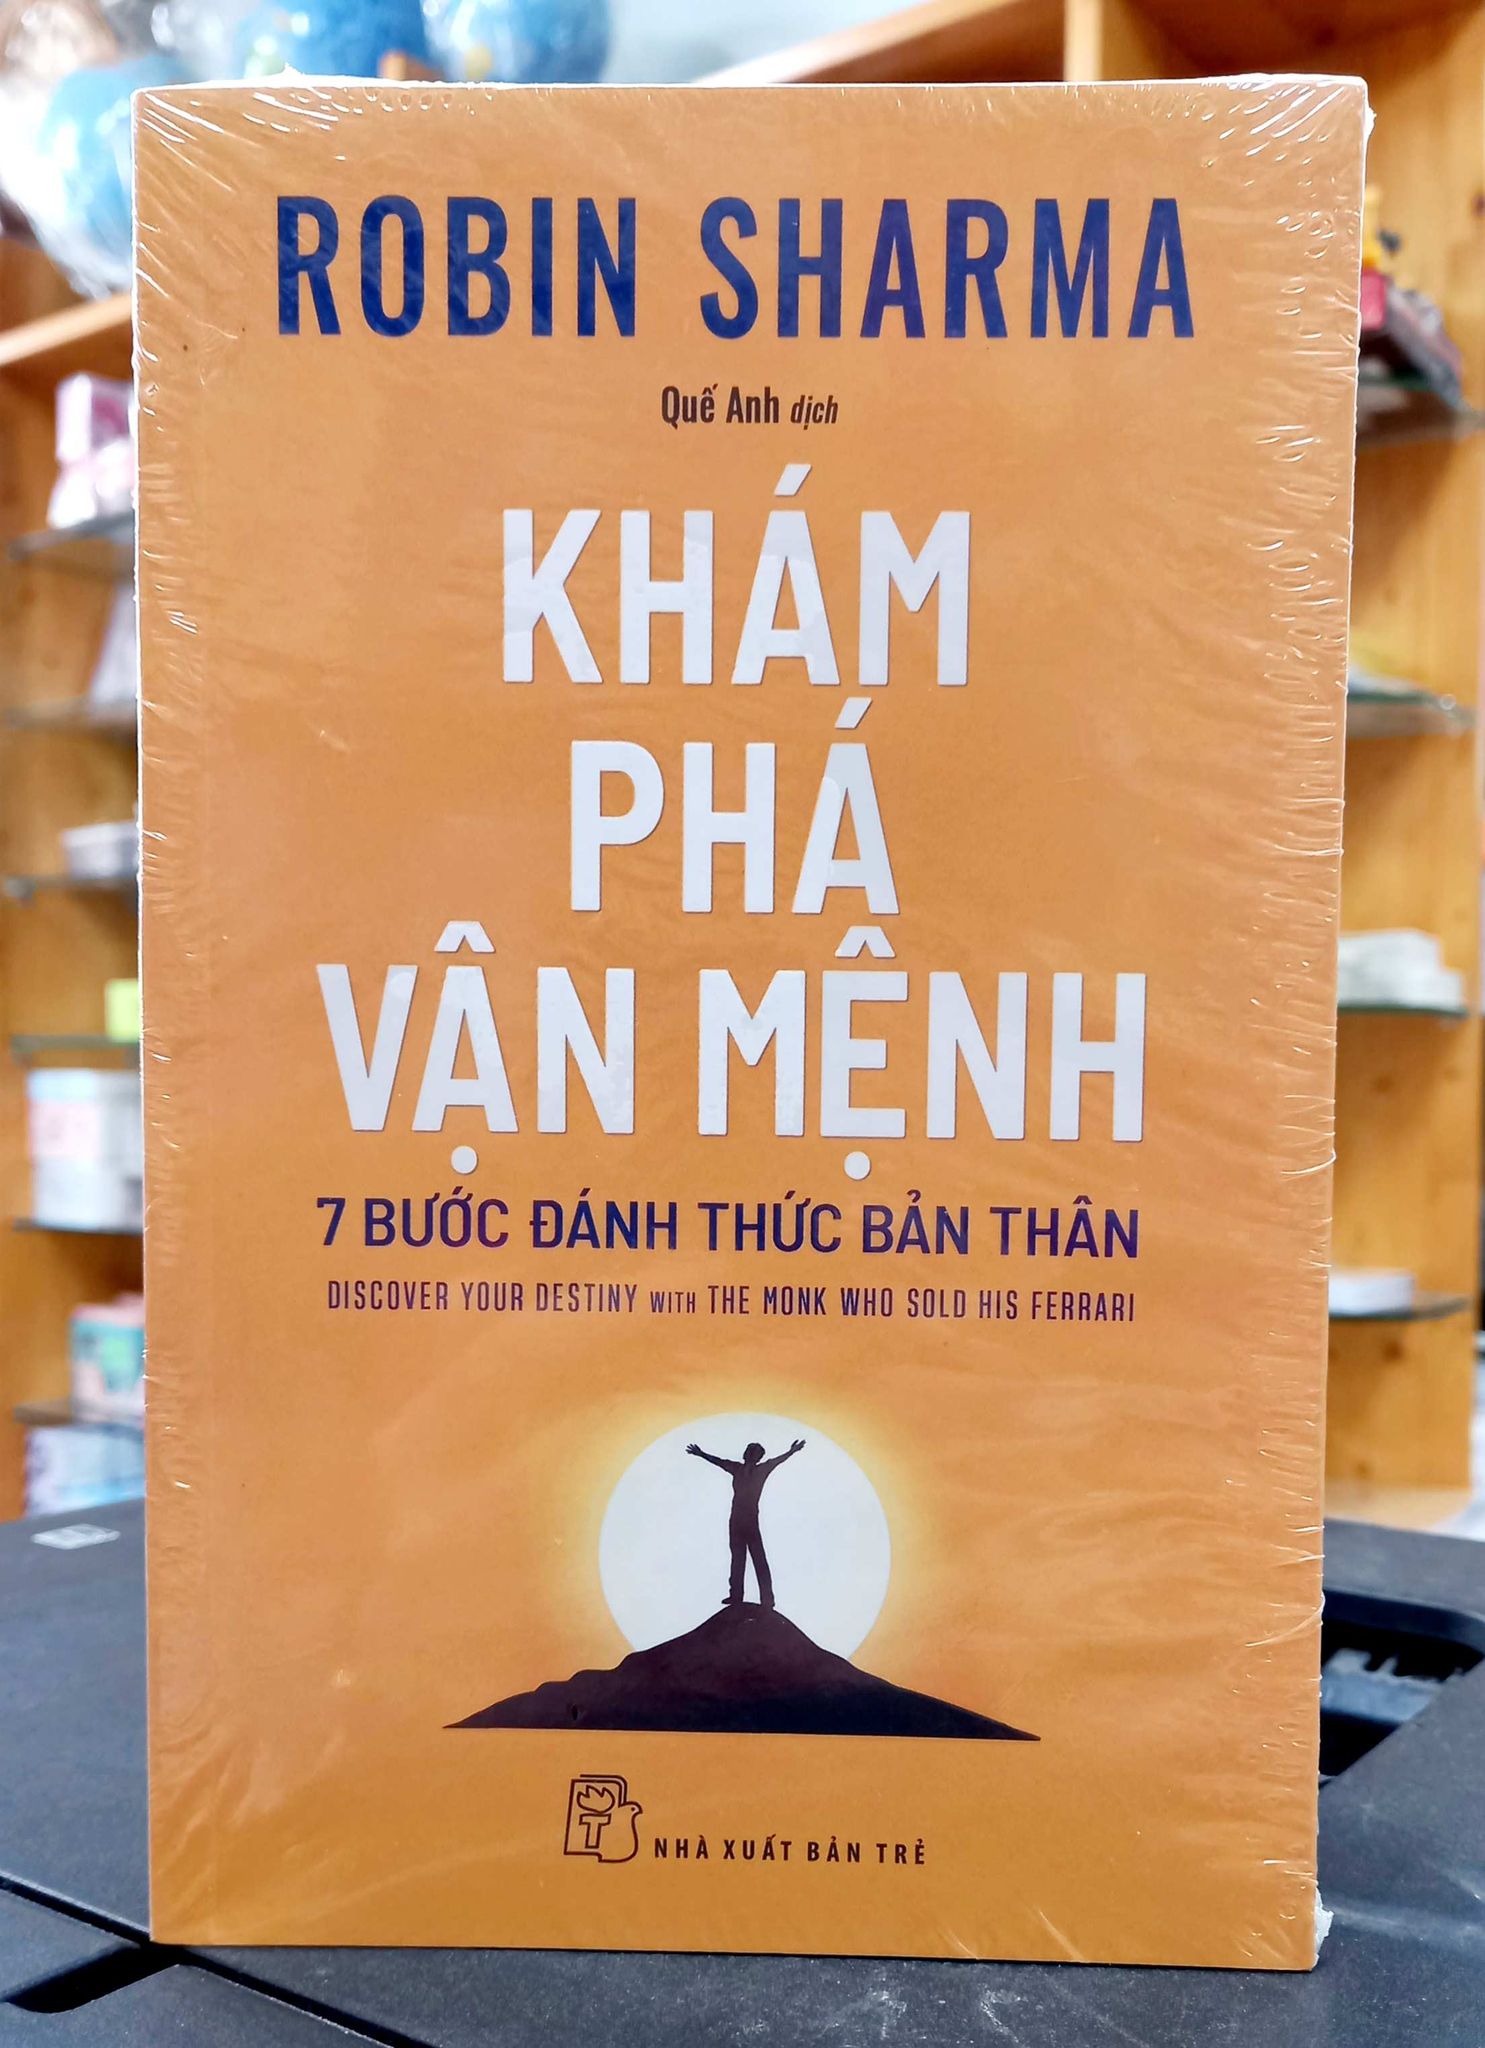 ROBIN SHARMA
Quế Anh dịch
KHÁM
PHÁ
VẬN MỆNH
7 BƯỚC ĐÁNH THỨC BẢN THÂN
DISCOVER YOUR DESTINY WITH THE MONK WHO SOLD HIS FERRARI
T
NHÀ XUẤT BẢN TRẺ